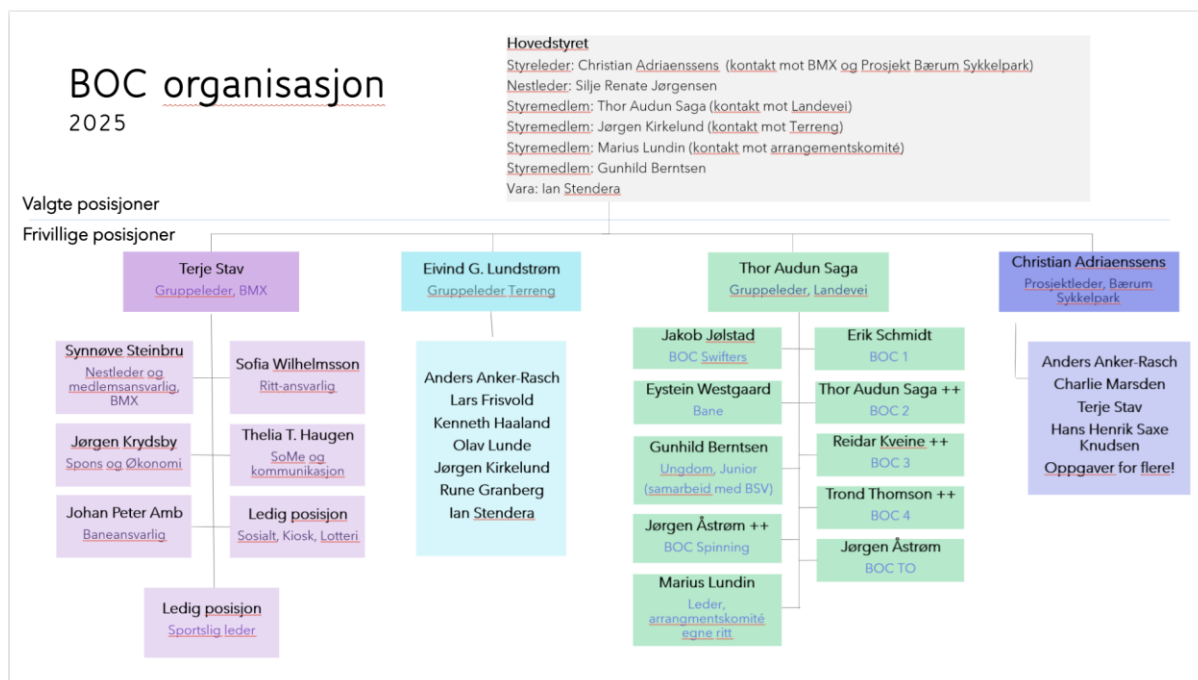 BOC organisasjon
2025
Hovedstyret
Styreleder: Christian Adriaenssens (kontakt mot BMX og Prosjekt Bærum Sykkelpark)
Nestleder: Silje Renate Jørgensen
Styremedlem: Thor Audun Saga (kontakt mot Landevei)
Styremedlem: Jørgen Kirkelund (kontakt mot Terreng)
Styremedlem: Marius Lundin (kontakt mot arrangementskomité)
Styremedlem: Gunhild Berntsen
Vara: Ian Stendera
Valgte posisjoner
Frivillige posisjoner
Terje Stav
Gruppeleder, BMX
Synnøve Steinbru
Nestleder og
medlemsansvarlig,
BMX
Sofia Wilhelmsson
Ritt-ansvarlig
Jørgen Krydsby
Spons og Økonomi
Thelia T. Haugen
SoMe og
kommunikasjon
Johan Peter Amb
Baneansvarlig
Ledig posisjon
Sosialt, Kiosk, Lotteri
Ledig posisjon
Sportslig leder
Eivind G. Lundstrøm
Gruppeleder Terreng
Anders Anker-Rasch
Lars Frisvold
Kenneth Haaland
Olav Lunde
Jørgen Kirkelund
Rune Granberg
Ian Stendera
Thor Audun Saga
Gruppeleder, Landevei
Jakob Jølstad
BOC Swifters
Erik Schmidt
BOC 1
Eystein Westgaard
Bane
Thor Audun Saga ++
BOC 2
Gunhild Berntsen
Ungdom, Junior
(samarbeid med BSV)
Reidar Kveine ++
BOC 3
Trond Thomson ++
BOC 4
Jørgen Åstrøm ++
BOC Spinning
Jørgen Åstrøm
BOC TO
Marius Lundin
Leder,
arrangmentskomité
egne ritt
Christian Adriaenssens
Prosjektleder, Bærum
Sykkelpark
Anders Anker-Rasch
Charlie Marsden
Terje Stav
Hans Henrik Saxe
Knudsen
Oppgaver for flere!